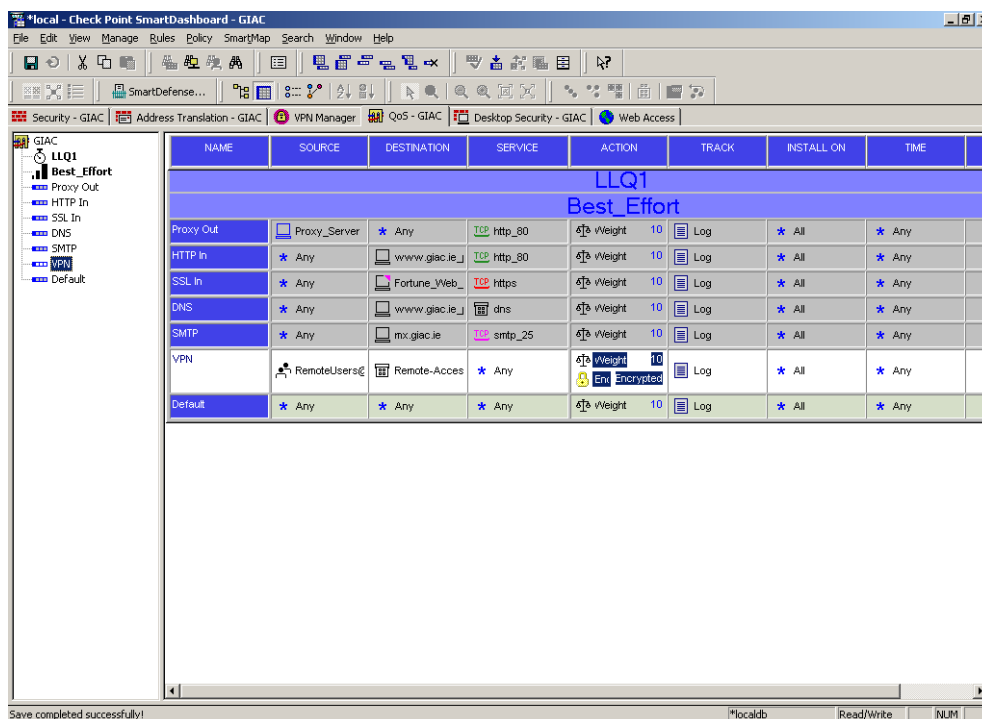 *local - Check Point SmartDashboard - GIAC
File Edit View Manage Rules Policy SmartMap Search Window Help
SmartDefense...
Security - GIAC Address Translation - GIAC VPN Manager QoS - GIAC Desktop Security - GIAC Web Access
GIAC
LLQ1
Best_Effort
Proxy Out
HTTP In
SSL In
DNS
SMTP
VPN
Default
NAME SOURCE DESTINATION SERVICE ACTION TRACK INSTALL ON TIME
LLQ1
Best_Effort
Proxy Out Proxy_Server * Any TCP http_80 Weight 10 Log * All * Any
HTTP In * Any www.giac.ie_ TCP http_80 Weight 10 Log * All * Any
SSL In * Any Fortune_Web_ TCP https Weight 10 Log * All * Any
DNS * Any www.giac.ie_ dns Weight 10 Log * All * Any
SMTP * Any mx.giac.ie TCP smtp_25 Weight 10 Log * All * Any
VPN RemoteUsers@ Remote-Acces * Any Weight 10 Enc Encrypted Log * All * Any
Default * Any * Any * Any Weight 10 Log * All * Any
Save completed successfully! *localdb Read/Write NUM